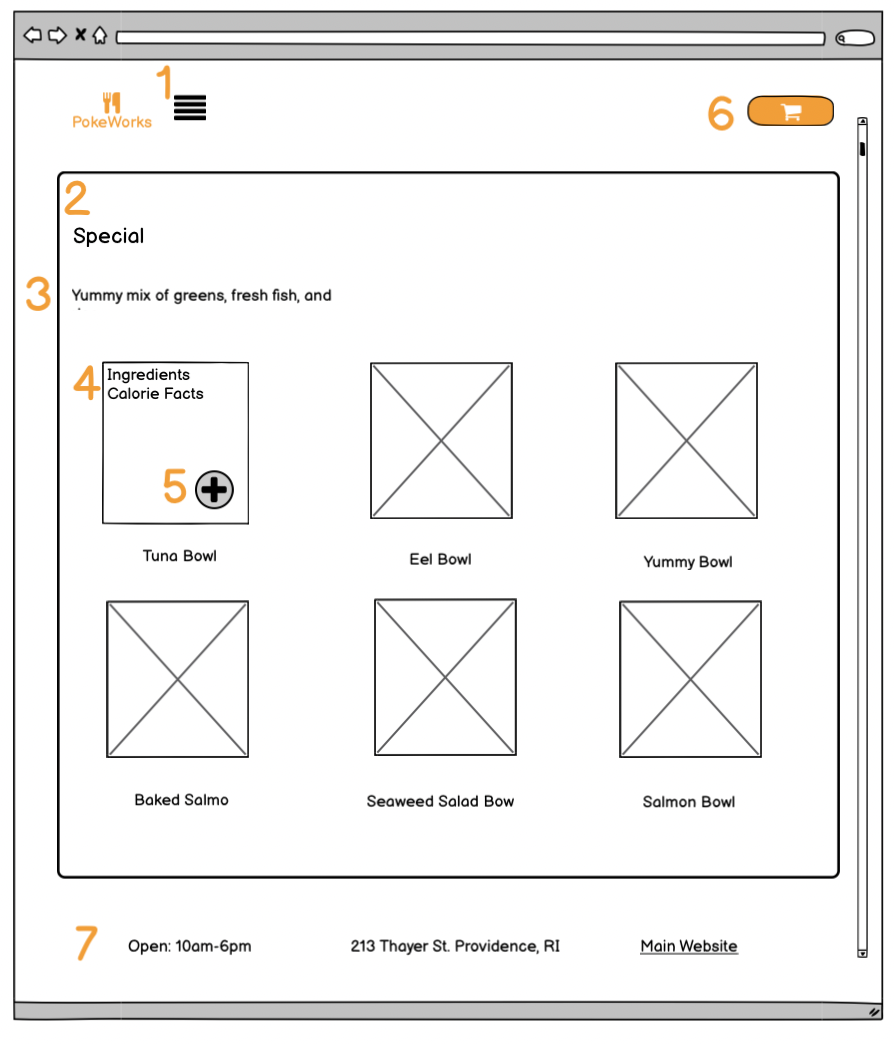 1
PokeWorks
6
2
Special
3
Yummy mix of greens, fresh fish, and
4
Ingredients
Calorie Facts
5
Tuna Bowl
Eel Bowl
Yummy Bowl
Baked Salmo
Seaweed Salad Bow
Salmon Bowl
7
Open: 10am-6pm
213 Thayer St. Providence, RI
Main Website